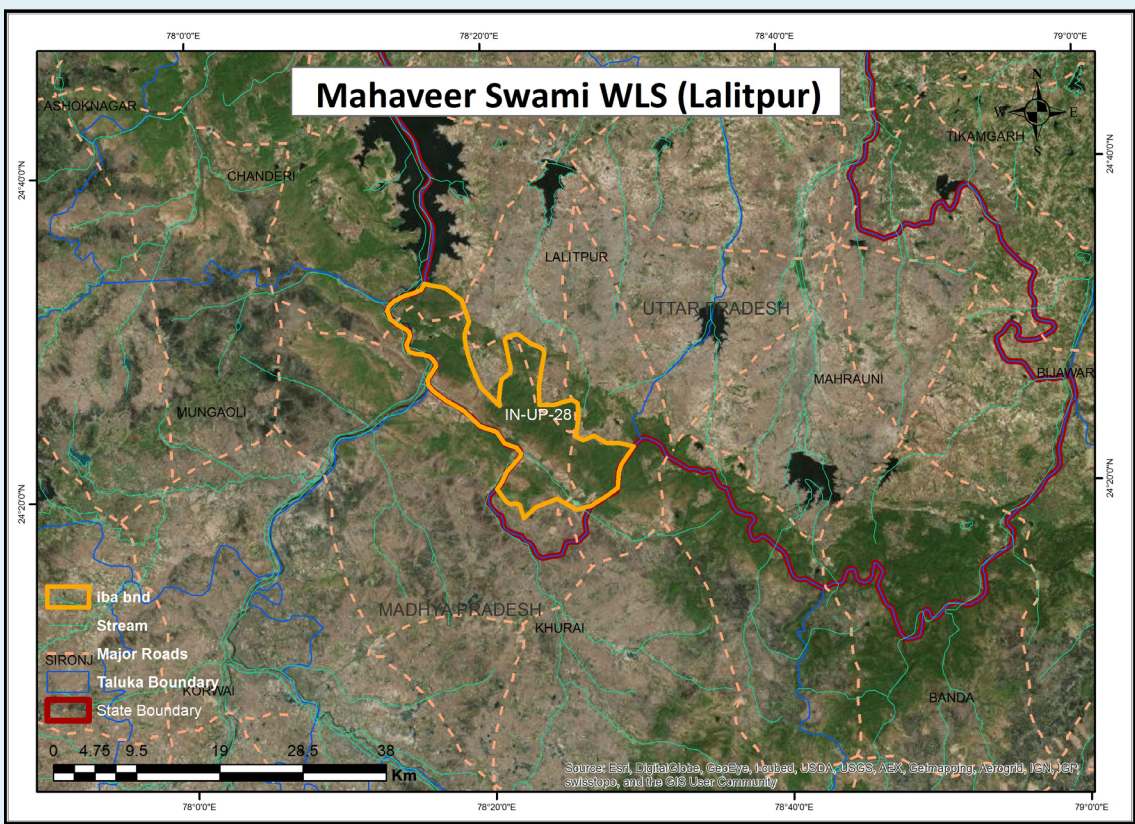 78°0'0"E 78°20'0"E 78°40'0"E 79°0'0"E
Mahaveer Swami WLS (Lalitpur)
N
W E
S
ASHOKNAGAR
TIKAMGARH
24°40'0"N
24°40'0"N
CHANDERI
LALITPUR
UTTAR PRADESH
BIJAWAR
MAHRAUNI
MUNGAOLI
IN-UP-28
24°20'0"N
24°20'0"N
MADHYA PRADESH
KHURAI
BANDA
iba bnd
Stream
SIRONJ
Major Roads
Taluka Boundary
KORWAI
State Boundary
0 4.75 9.5 19 28.5 38
Km
Source: Esri, DigitalGlobe, GeoEye, i-cubed, USDA, USGS, AEX, Getmapping, Aerogrid, IGN, IGP,
swisstopo, and the GIS User Community
78°0'0"E 78°20'0"E 78°40'0"E 79°0'0"E